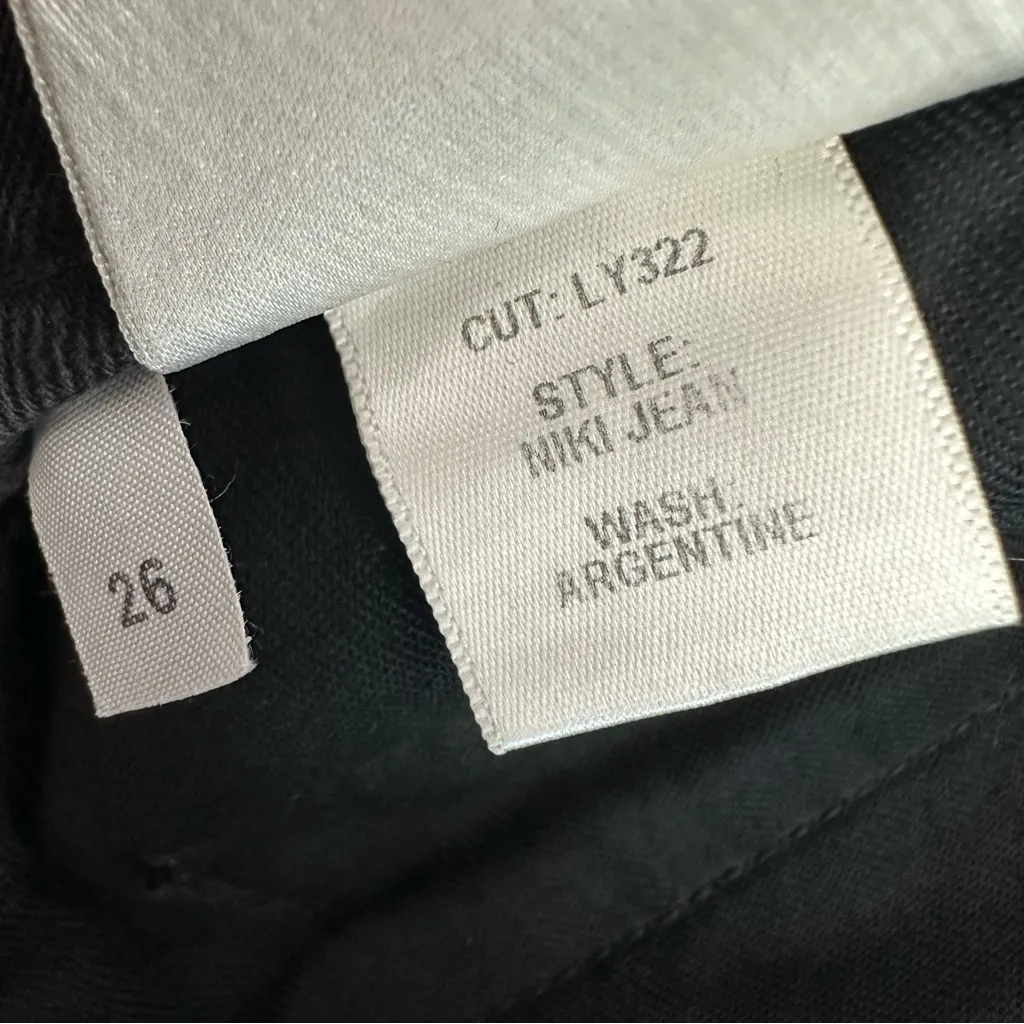 CUT: LY322
STYLE:
NIKI JEAN
WASH:
ARGENTINE
26